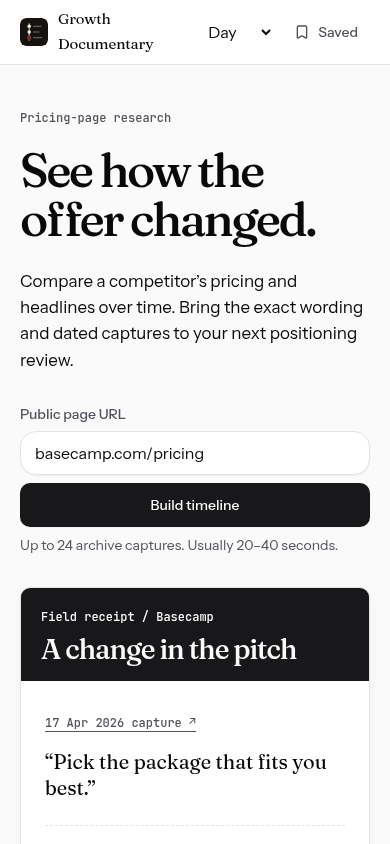 Growth
Documentary
Day
Saved
Pricing-page research
See how the
offer changed.
Compare a competitor’s pricing and
headlines over time. Bring the exact wording
and dated captures to your next positioning
review.
Public page URL
basecamp.com/pricing
Build timeline
Up to 24 archive captures. Usually 20–40 seconds.
Field receipt / Basecamp
A change in the pitch
17 Apr 2026 capture ↗
“Pick the package that fits you
best.”